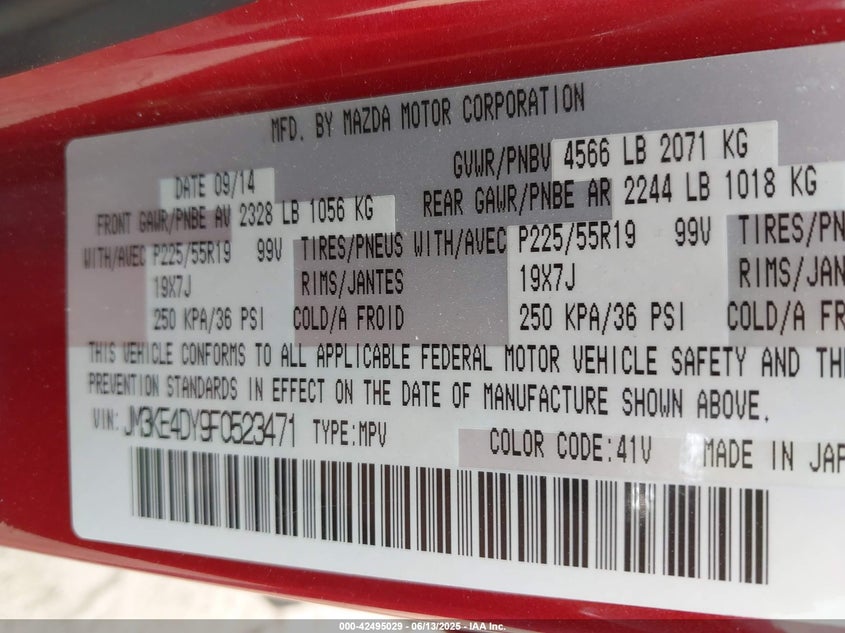 MFD. BY MAZDA MOTOR CORPORATION
GVWR/PNBV 4566 LB 2071 KG
DATE 09/14
FRONT GAWR/PNBE AV 2328 LB 1056 KG REAR GAWR/PNBE AR 2244 LB 1018 KG
WITH/AVEC P225/55R19 99V TIRES/PNEUS WITH/AVEC P225/55R19 99V TIRES/PN
19X7J RIMS/JANTES 19X7J RIMS/JANTES
250 KPA/36 PSI COLD/A FROID 250 KPA/36 PSI COLD/A FR
THIS VEHICLE CONFORMS TO ALL APPLICABLE FEDERAL MOTOR VEHICLE SAFETY AND THE
PREVENTION STANDARDS IN EFFECT ON THE DATE OF MANUFACTURE SHOWN ABOVE.
VIN: JM3KE4DY9F0523471 TYPE:MPV COLOR CODE:41V MADE IN JAP
000-42495029 - 06/13/2025 - IAA Inc.